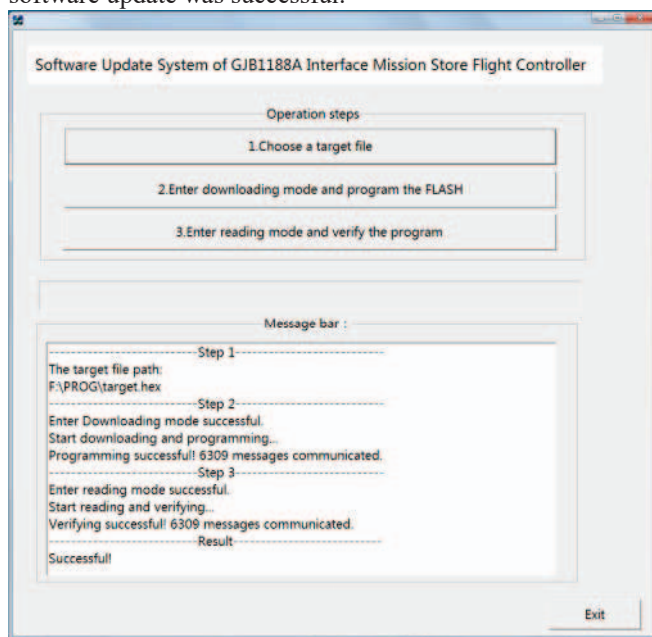 software update was successful.
Software Update System of GJB1188A Interface Mission Store Flight Controller
Operation steps
1.Choose a target file
2.Enter downloading mode and program the FLASH
3.Enter reading mode and verify the program
Message bar :
----------------------------Step 1----------------------------
The target file path:
F:\PROG\target.hex
----------------------------Step 2----------------------------
Enter Downloading mode successful.
Start downloading and programming...
Programming successful! 6309 messages communicated.
----------------------------Step 3----------------------------
Enter reading mode successful.
Start reading and verifying...
Verifying successful! 6309 messages communicated.
----------------------------Result----------------------------
Successful!
Exit